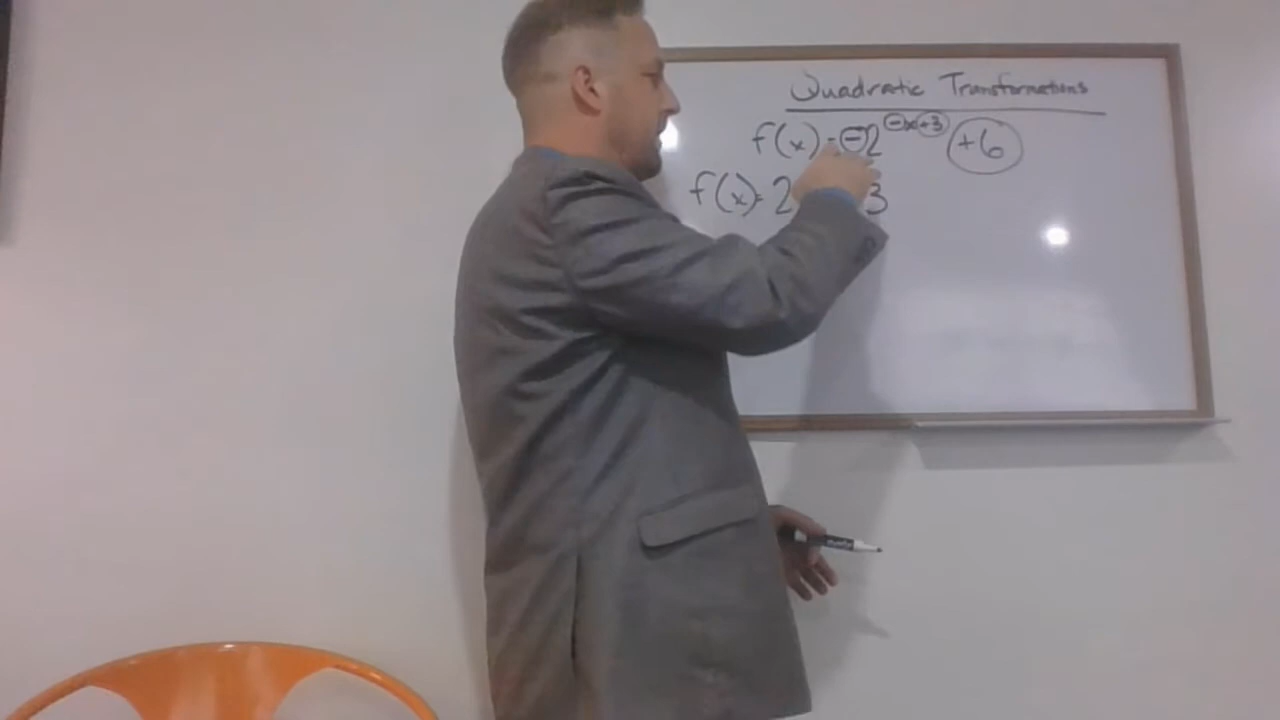 Quadratic Transformations
f(x)=-2^{-x+3} +6
f(x)=2 3